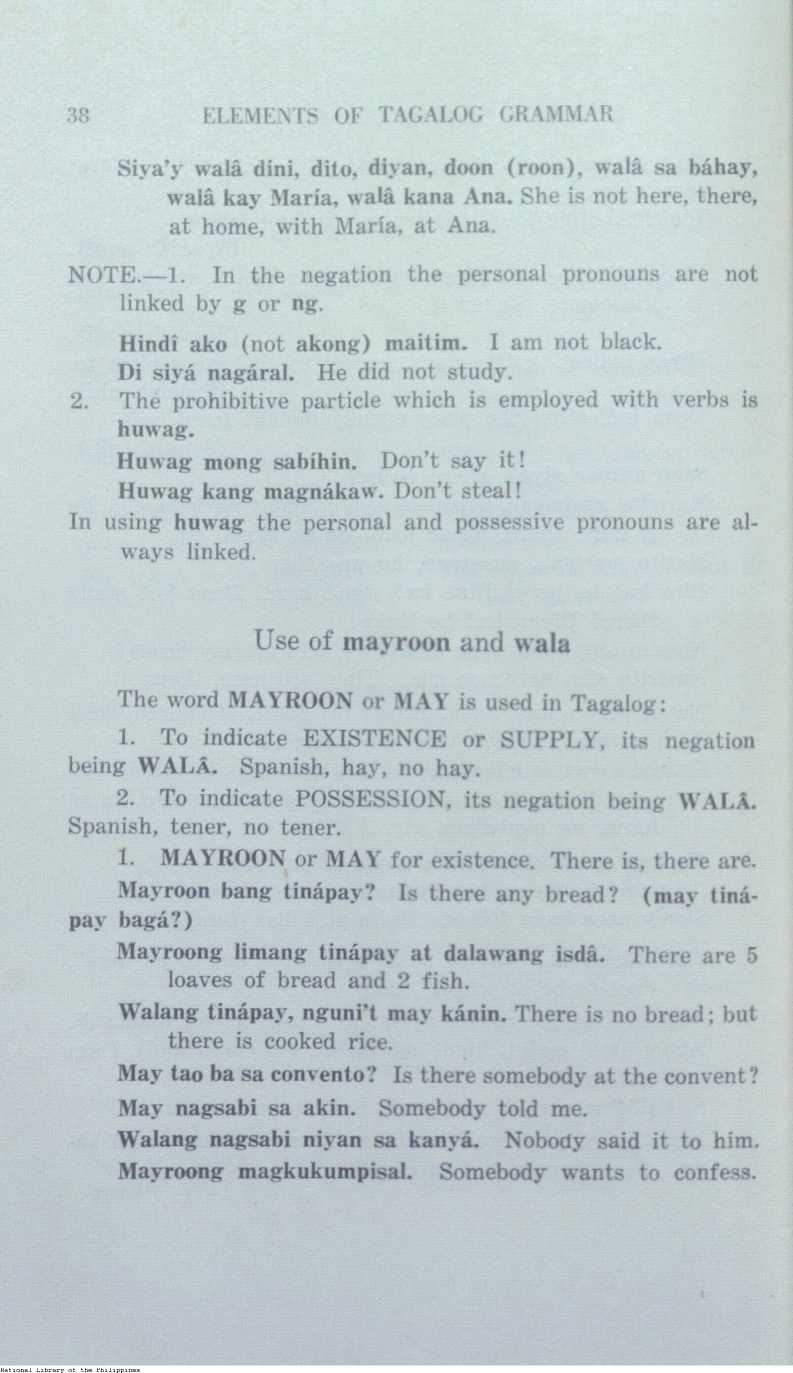 38 ELEMENTS OF TAGALOG GRAMMAR
Siya'y walâ dini, dito, diyan, doon (roon), walâ sa báhay,
walâ kay María, walâ kana Ana. She is not here, there,
at home, with María, at Ana.
NOTE.—1. In the negation the personal pronouns are not
linked by g or ng.
Hindî ako (not akong) maitim. I am not black.
Di siyá nagáral. He did not study.
2. The prohibitive particle which is employed with verbs is
huwag.
Huwag mong sabíhin. Don't say it!
Huwag kang magnákaw. Don't steal!
In using huwag the personal and possessive pronouns are al-
ways linked.
Use of mayroon and wala
The word MAYROON or MAY is used in Tagalog:
1. To indicate EXISTENCE or SUPPLY, its negation
being WALÂ. Spanish, hay, no hay.
2. To indicate POSSESSION, its negation being WALÂ.
Spanish, tener, no tener.
1. MAYROON or MAY for existence. There is, there are.
Mayroon bang tinápay? Is there any bread? (may tiná-
pay bagá?)
Mayroong limang tinápay at dalawang isdâ. There are 5
loaves of bread and 2 fish.
Walang tinápay, nguni't may kánin. There is no bread; but
there is cooked rice.
May tao ba sa convento? Is there somebody at the convent?
May nagsabi sa akin. Somebody told me.
Walang nagsabi niyan sa kanyá. Nobody said it to him.
Mayroong magkukumpisal. Somebody wants to confess.
National Library of the Philippines